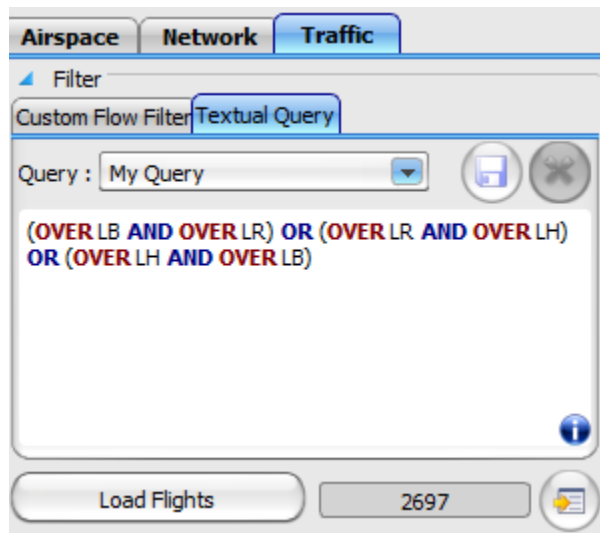 Airspace Network Traffic
Filter
Custom Flow Filter Textual Query
Query : My Query
(OVER LB AND OVER LR) OR (OVER LR AND OVER LH)
OR (OVER LH AND OVER LB)
Load Flights 2697